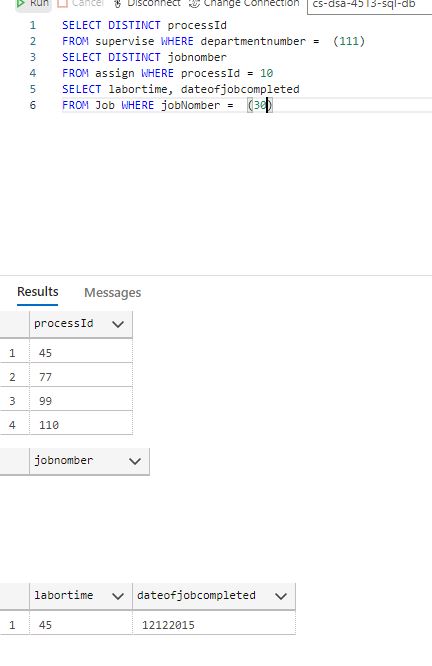 Run Cancel Disconnect Change Connection cs-dsa-4513-sql-db
1 SELECT DISTINCT processId
2 FROM supervise WHERE departmentnumber = (111)
3 SELECT DISTINCT jobnomber
4 FROM assign WHERE processId = 10
5 SELECT labortime, dateofjobcompleted
6 FROM Job WHERE jobNomber = (30)
Results Messages
processId
1 45
2 77
3 99
4 110
jobnomber
labortime dateofjobcompleted
1 45 12122015